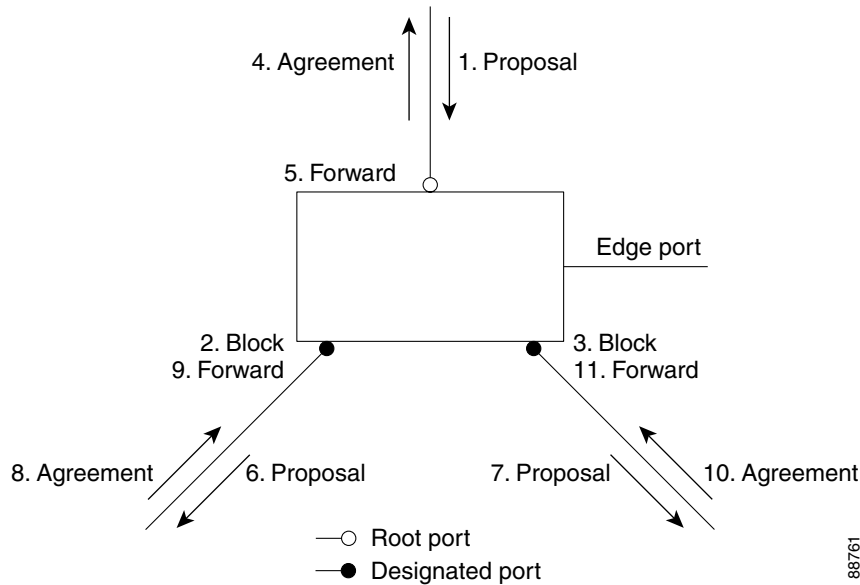 4. Agreement
1. Proposal
5. Forward
Edge port
2. Block
9. Forward
3. Block
11. Forward
8. Agreement
6. Proposal
7. Proposal
10. Agreement
Root port
Designated port
88761